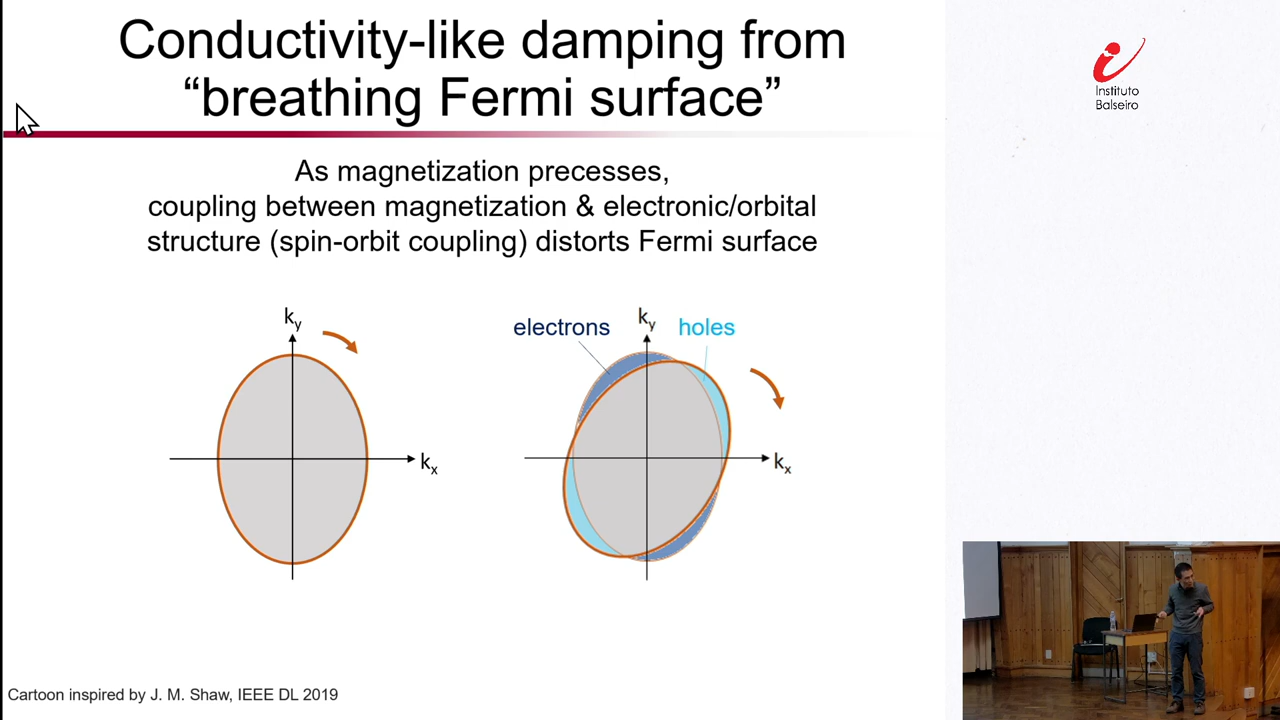 Conductivity-like damping from
“breathing Fermi surface”
Instituto
Balseiro
As magnetization precesses,
coupling between magnetization & electronic/orbital
structure (spin-orbit coupling) distorts Fermi surface
ky
kx
electrons
ky
holes
kx
Cartoon inspired by J. M. Shaw, IEEE DL 2019